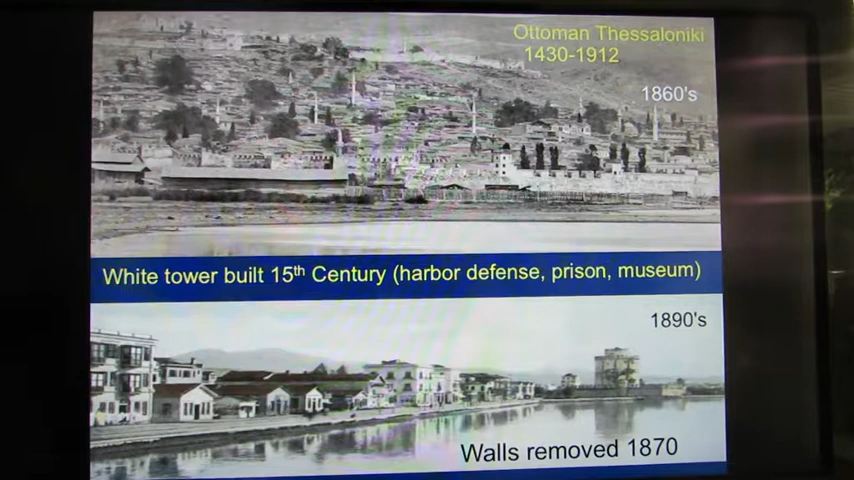 Ottoman Thessaloniki
1430-1912
1860's
White tower built 15th Century (harbor defense, prison, museum)
1890's
Walls removed 1870